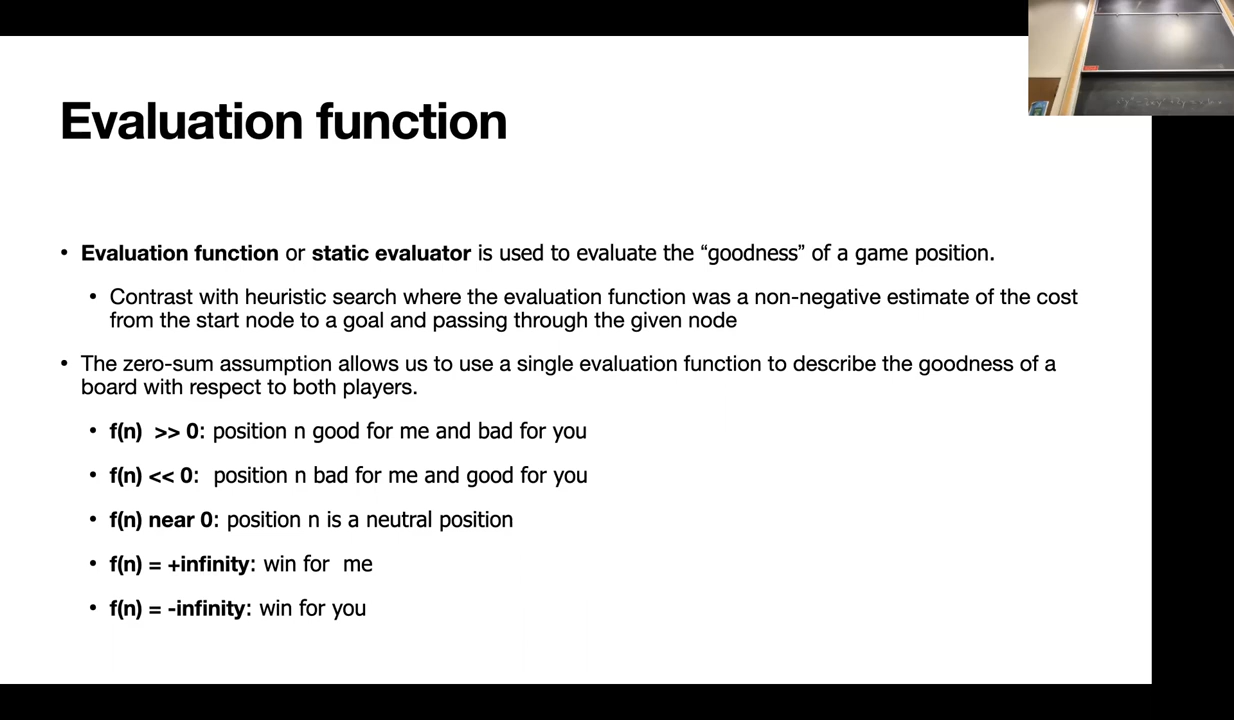 Evaluation function
• Evaluation function or static evaluator is used to evaluate the “goodness” of a game position.
• Contrast with heuristic search where the evaluation function was a non-negative estimate of the cost
from the start node to a goal and passing through the given node
• The zero-sum assumption allows us to use a single evaluation function to describe the goodness of a
board with respect to both players.
• f(n) >> 0: position n good for me and bad for you
• f(n) << 0: position n bad for me and good for you
• f(n) near 0: position n is a neutral position
• f(n) = +infinity: win for me
• f(n) = -infinity: win for you